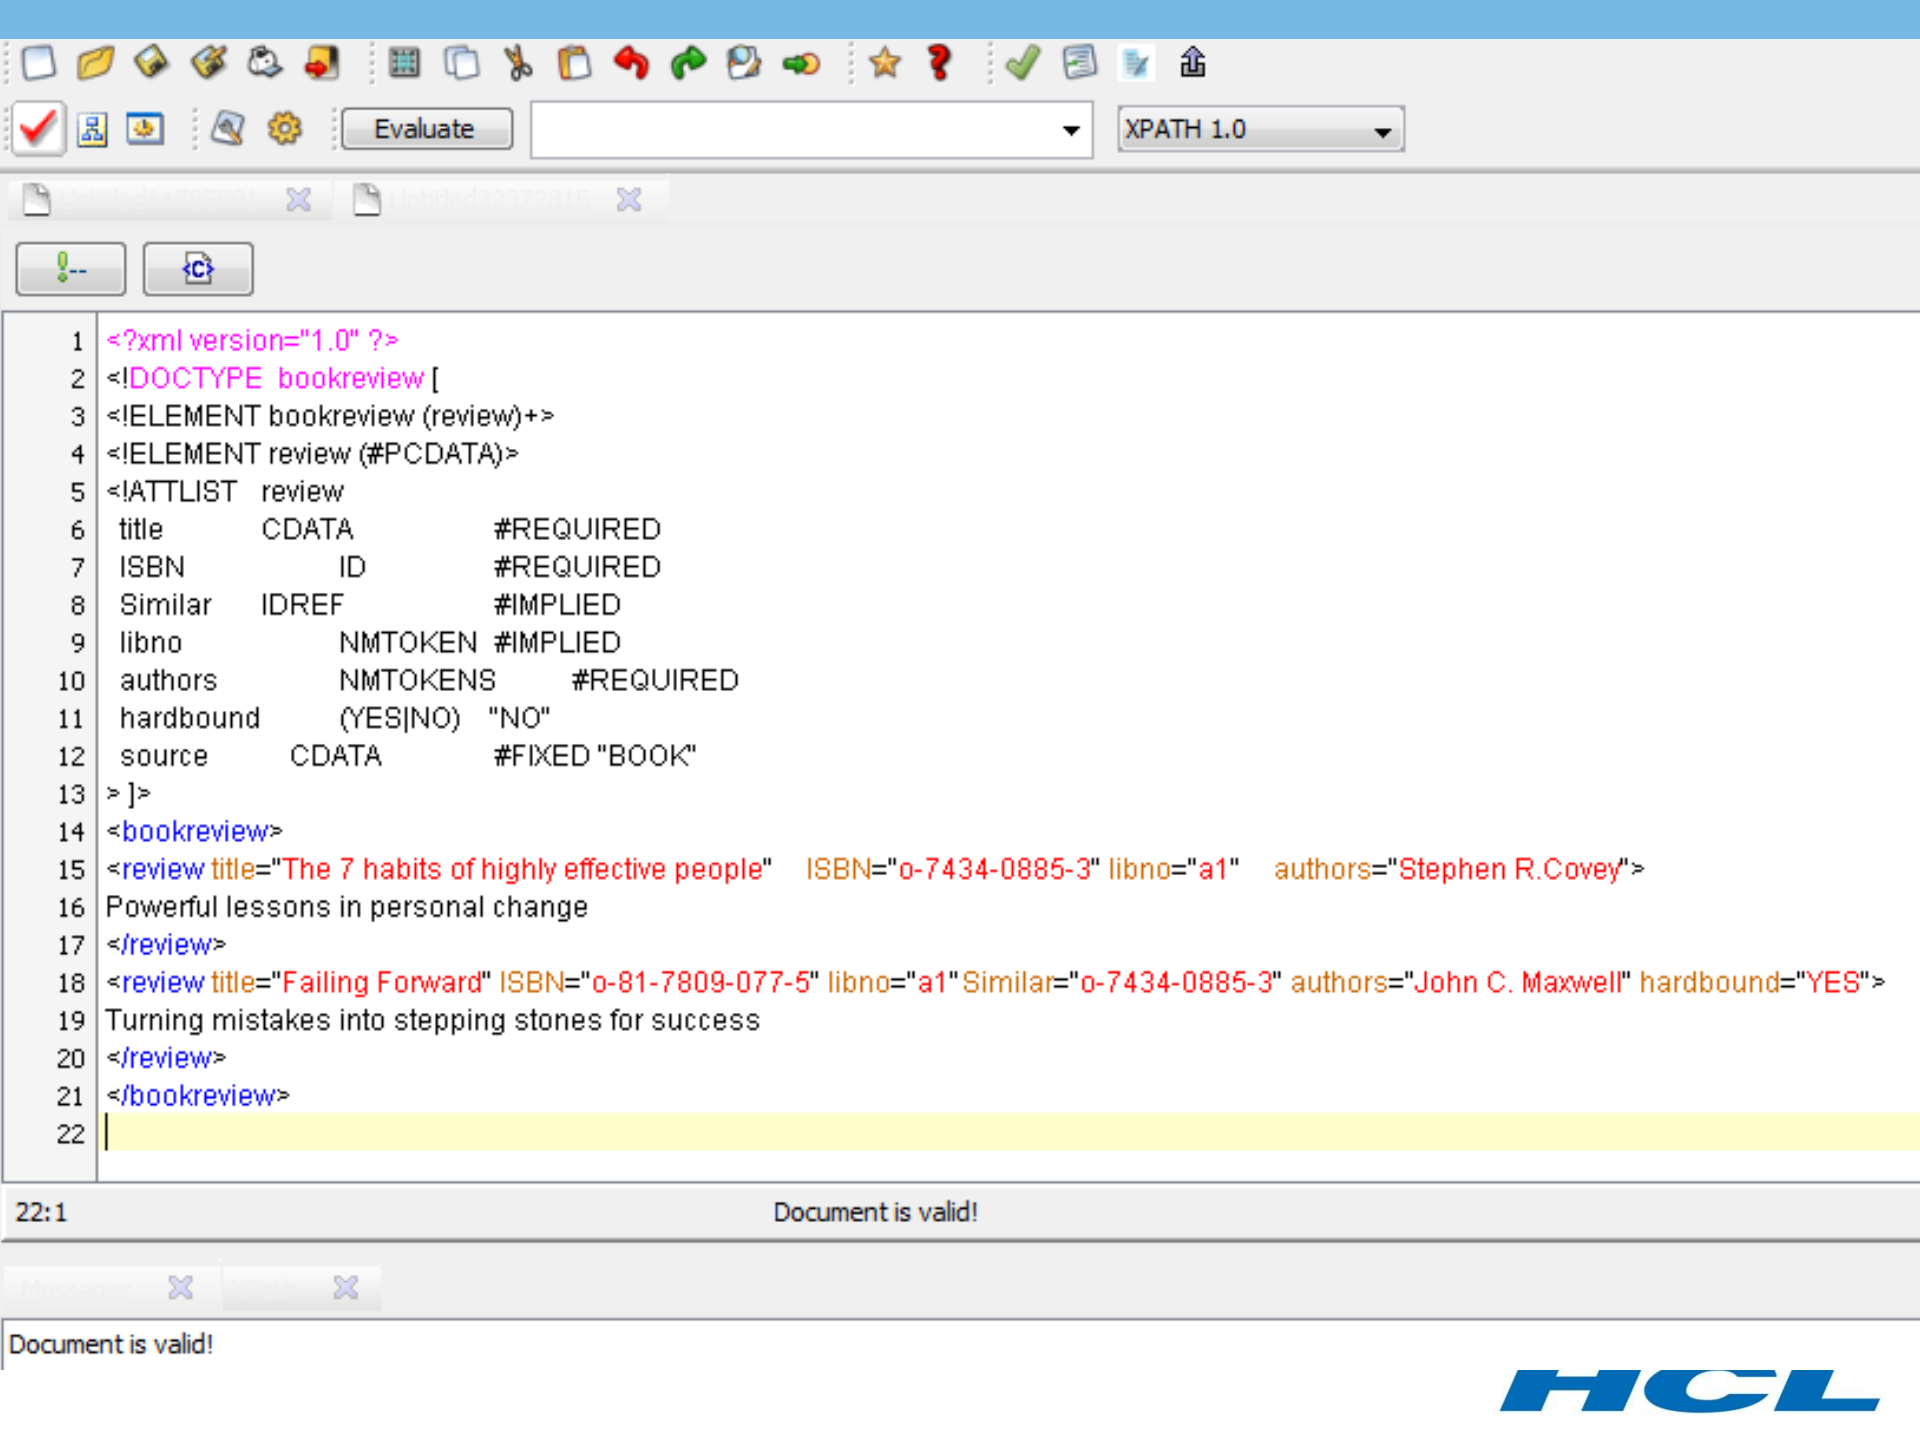 Evaluate XPATH 1.0
1 <?xml version="1.0" ?>
2 <!DOCTYPE bookreview [
3 <!ELEMENT bookreview (review)+>
4 <!ELEMENT review (#PCDATA)>
5 <!ATTLIST review
6 title CDATA #REQUIRED
7 ISBN ID #REQUIRED
8 Similar IDREF #IMPLIED
9 libno NMTOKEN #IMPLIED
10 authors NMTOKENS #REQUIRED
11 hardbound (YES|NO) "NO"
12 source CDATA #FIXED "BOOK"
13 > ]>
14 <bookreview>
15 <review title="The 7 habits of highly effective people" ISBN="o-7434-0885-3" libno="a1" authors="Stephen R.Covey">
16 Powerful lessons in personal change
17 </review>
18 <review title="Failing Forward" ISBN="o-81-7809-077-5" libno="a1" Similar="o-7434-0885-3" authors="John C. Maxwell" hardbound="YES">
19 Turning mistakes into stepping stones for success
20 </review>
21 </bookreview>
22
22:1 Document is valid!
Messages
Document is valid!
HCL